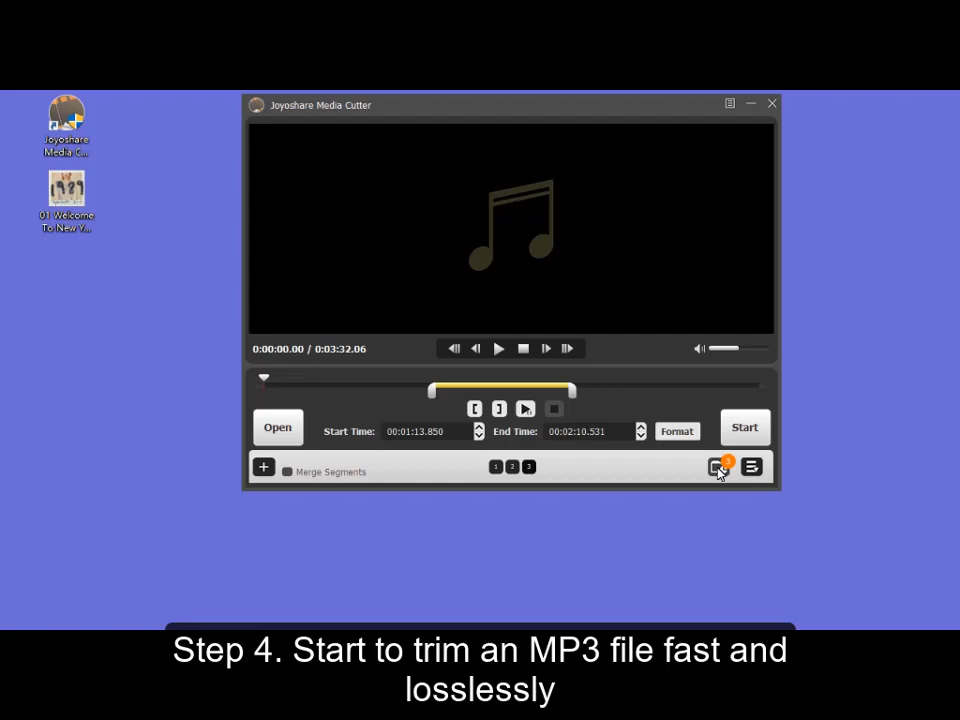 Joyoshare Media Cutter
Joyoshare
Media C...
01 Welcome
To New Y...
0:00:00.00 / 0:03:32.06
Open
Start Time:
00:01:13.850
End Time:
00:02:10.531
Format
Start
Merge Segments
1 2 3
Step 4. Start to trim an MP3 file fast and
losslessly